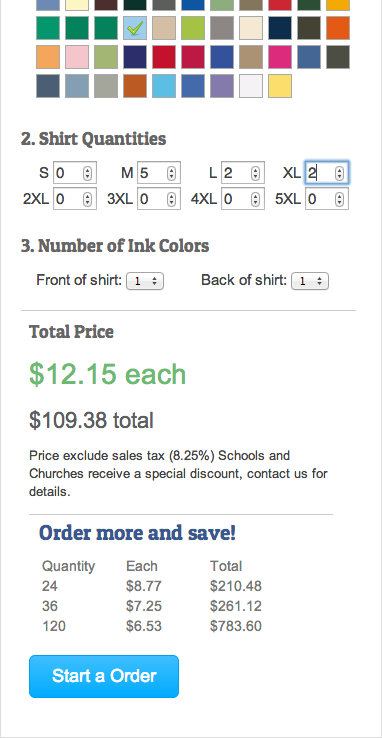 2. Shirt Quantities
S 0 M 5 L 2 XL 2
2XL 0 3XL 0 4XL 0 5XL 0
3. Number of Ink Colors
Front of shirt: 1 Back of shirt: 1
Total Price
$12.15 each
$109.38 total
Price exclude sales tax (8.25%) Schools and
Churches receive a special discount, contact us for
details.
Order more and save!
Quantity Each Total
24 $8.77 $210.48
36 $7.25 $261.12
120 $6.53 $783.60
Start a Order